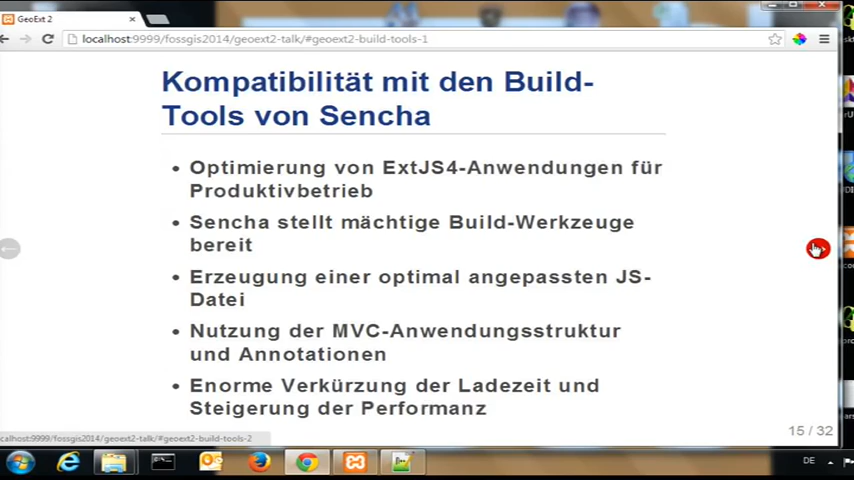 GeoExt 2
localhost:9999/fossgis2014/geoext2-talk/#geoext2-build-tools-1
Kompatibilität mit den Build-
Tools von Sencha
Optimierung von ExtJS4-Anwendungen für
Produktivbetrieb
Sencha stellt mächtige Build-Werkzeuge
bereit
Erzeugung einer optimal angepassten JS-
Datei
Nutzung der MVC-Anwendungsstruktur
und Annotationen
Enorme Verkürzung der Ladezeit und
Steigerung der Performanz
15 / 32
calhost:9999/fossgis2014/geoext2-talk/#geoext2-build-tools-2
DE